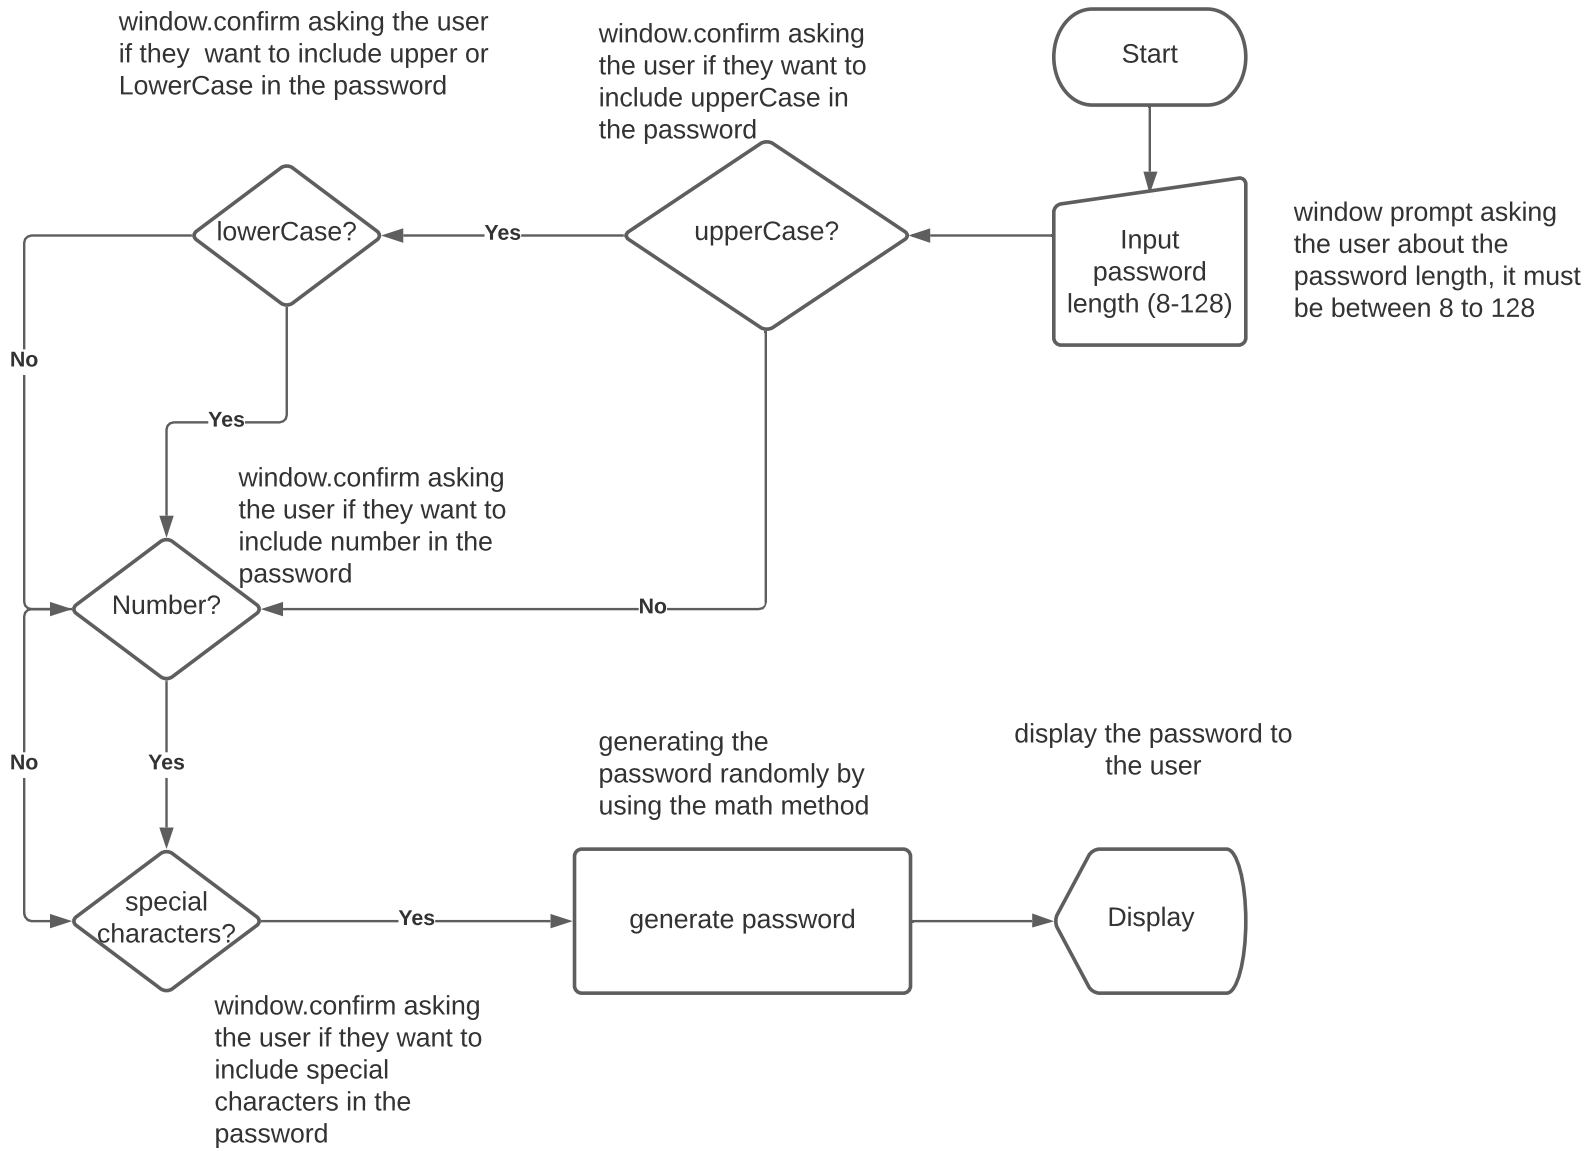 window.confirm asking the user
if they  want to include upper or
LowerCase in the password
window.confirm asking
the user if they want to
include upperCase in
the password
Start
lowerCase?
Yes
upperCase?
Input
password
length (8-128)
window prompt asking
the user about the
password length, it must
be between 8 to 128
No
Yes
window.confirm asking
the user if they want to
include number in the
password
Number?
No
No
Yes
generating the
password randomly by
using the math method
display the password to
the user
special
characters?
Yes
generate password
Display
window.confirm asking
the user if they want to
include special
characters in the
password